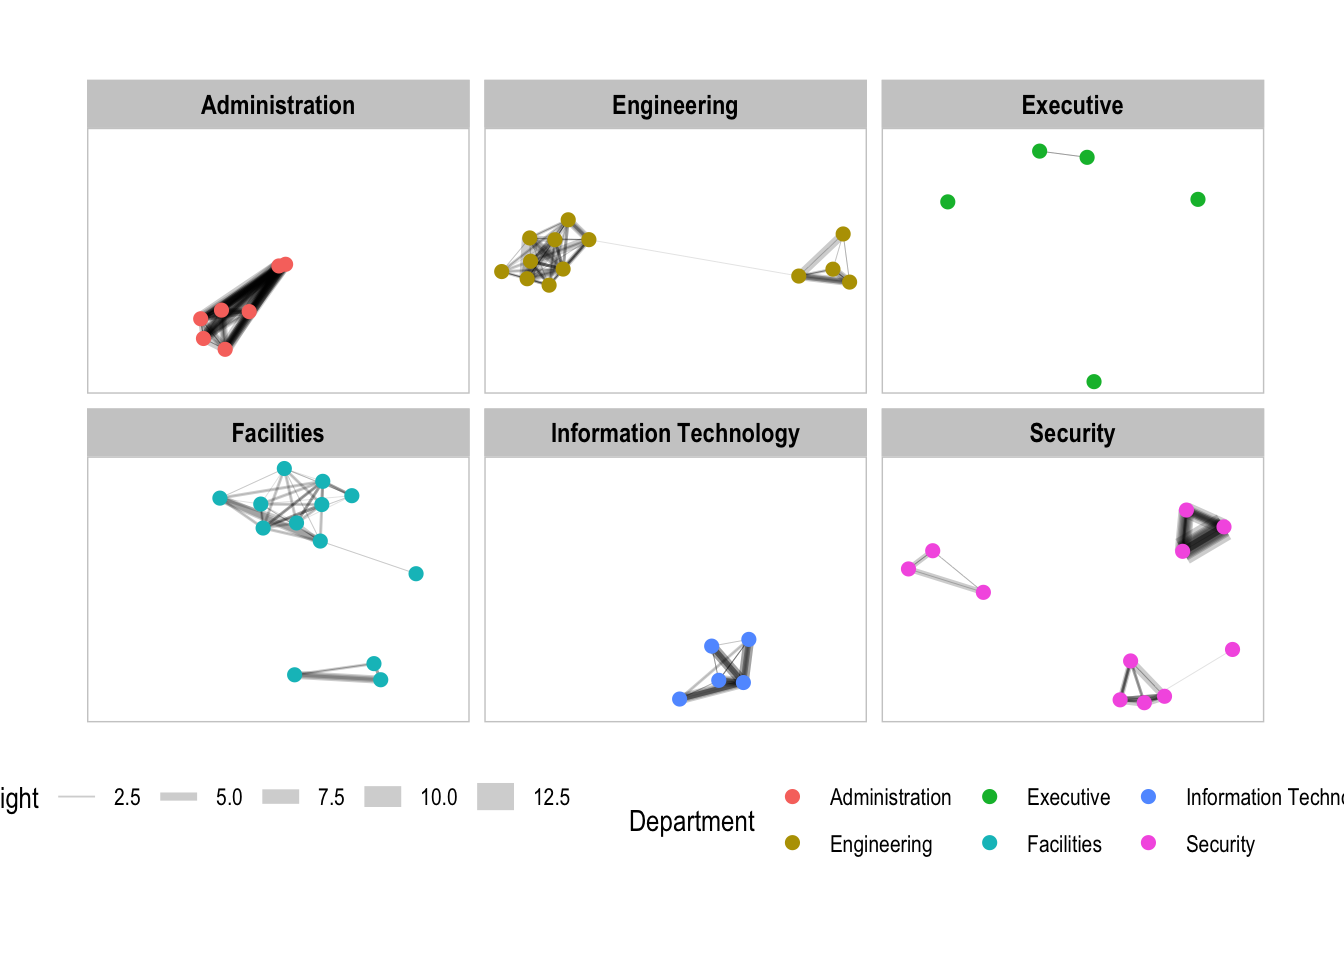 Administration
Engineering
Executive
Facilities
Information Technology
Security
ight 2.5 5.0 7.5 10.0 12.5
Department
Administration Executive Information Techno
Engineering Facilities Security